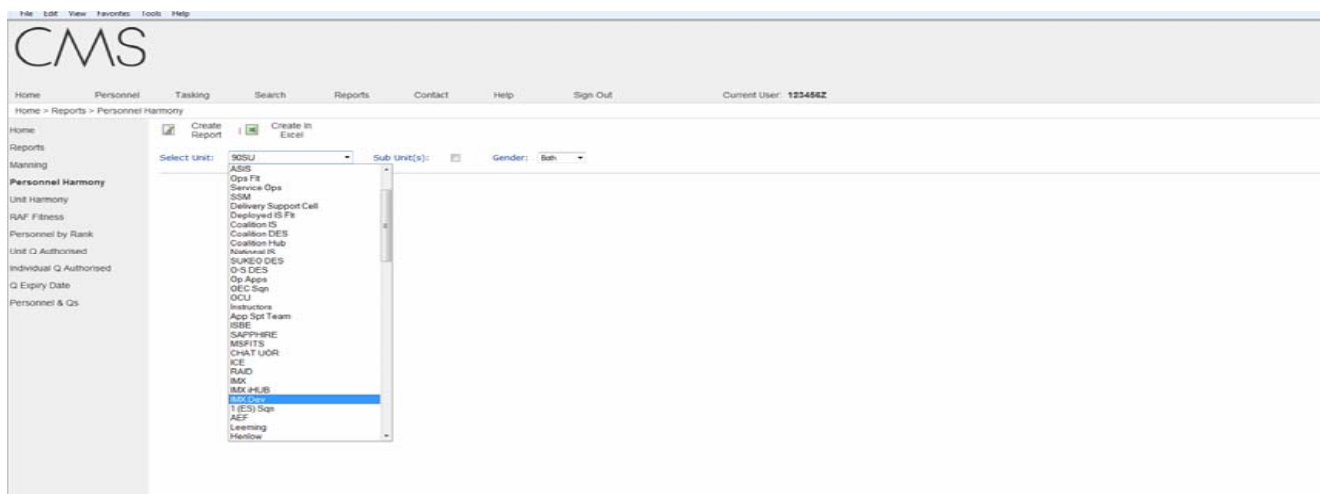 File Edit View Favorites Tools Help
CMS
Home Personnel Tasking Search Reports Contact Help Sign Out Current User: 123456Z
Home > Reports > Personnel Harmony
Home
Reports
Manning
Personnel Harmony
Unit Harmony
RAF Fitness
Personnel by Rank
Unit Q Authorised
Individual Q Authorised
Q Expiry Date
Personnel & Qs
Create Report | Create in Excel
Select Unit: 90SU Sub Unit(s): Gender: Both
ASIS
Ops Flt
Service Ops
SSM
Delivery Support Cell
Deployed IS Flt
Coalition IS
Coalition DES
Coalition Hub
National IS
SUKEO DES
O-S DES
Op Apps
OEC Sqn
OCU
Instructors
App Spt Team
ISBE
SAPPHIRE
MSFITS
CHAT UOR
ICE
RAID
IMX
IMX iHUB
IMX Dev
1 (ES) Sqn
AEF
Leeming
Henlow